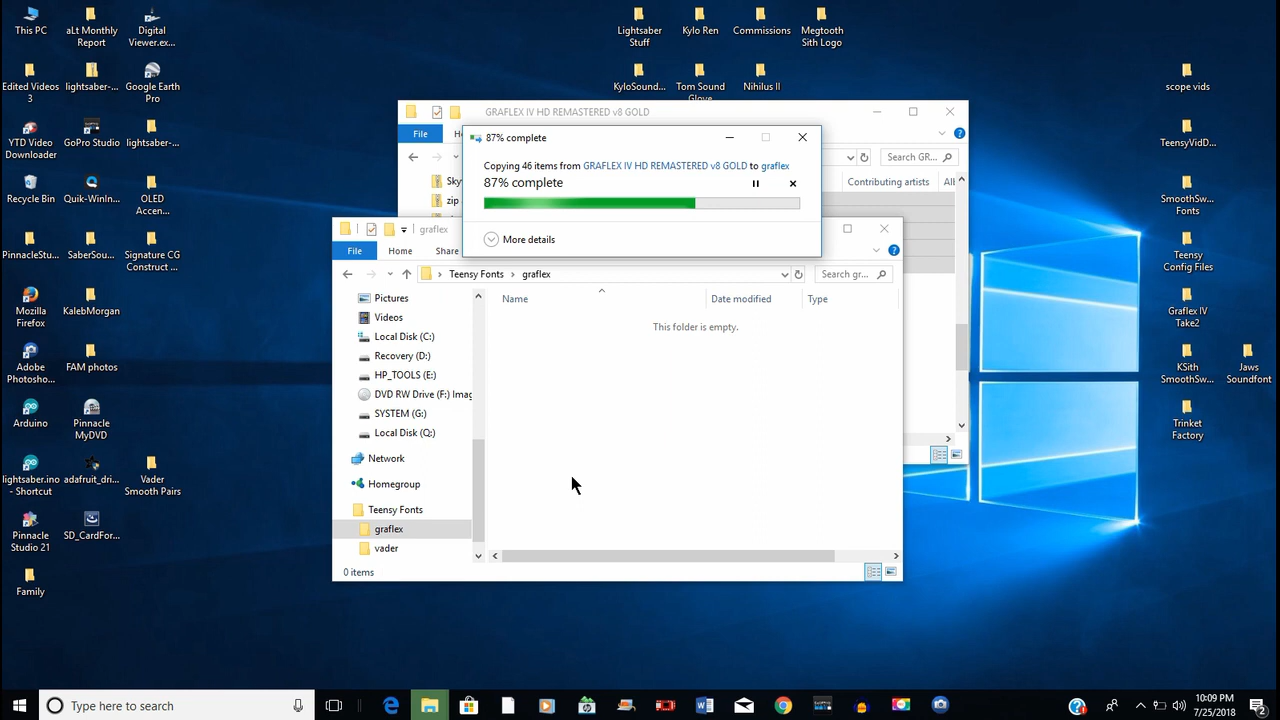 This PC
aLt Monthly
Report
Digital
Viewer.ex...
Lightsaber
Stuff
Kylo Ren
Commissions
Megtooth
Sith Logo
Edited Videos
3
lightsaber-...
Google Earth
Pro
KyloSound...
Tom Sound
Glove
Nihilus II
scope vids
YTD Video
Downloader
GoPro Studio
lightsaber-...
TeensyVidD...
Recycle Bin
Quik-WinIn...
OLED
Accen...
SmoothSw...
Fonts
PinnacleStu...
SaberSou...
Signature CG
Construct ...
Teensy
Config Files
Mozilla
Firefox
KalebMorgan
Graflex IV
Take2
Adobe
Photosho...
FAM photos
KSith
SmoothSw...
Jaws
Soundfont
Arduino
Pinnacle
MyDVD
Trinket
Factory
lightsaber.ino
- Shortcut
adafruit_dri...
Vader
Smooth Pairs
Pinnacle
Studio 21
SD_CardFor...
Family
GRAFLEX IV HD REMASTERED v8 GOLD
File
Search GR...
Sky
zip
Contributing artists
Alb
87% complete
Copying 46 items from GRAFLEX IV HD REMASTERED v8 GOLD to graflex
87% complete
More details
graflex
File
Home
Share
Teensy Fonts
graflex
Search gr...
Name
Date modified
Type
This folder is empty.
Pictures
Videos
Local Disk (C:)
Recovery (D:)
HP_TOOLS (E:)
DVD RW Drive (F:) Imag
SYSTEM (G:)
Local Disk (Q:)
Network
Homegroup
Teensy Fonts
graflex
vader
0 items
Type here to search
10:09 PM
7/25/2018
2